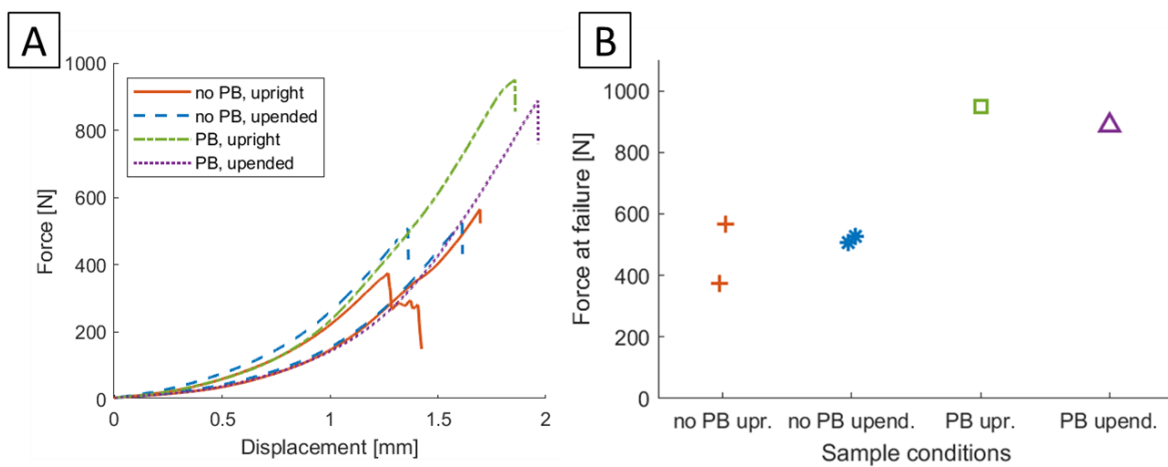 A
1000
800
600
400
200
0
Force [N]
no PB, upright
no PB, upended
PB, upright
PB, upended
0
0.5
1
1.5
2
Displacement [mm]
B
1000
800
600
400
200
0
Force at failure [N]
no PB upr.
no PB upend.
PB upr.
PB upend.
Sample conditions